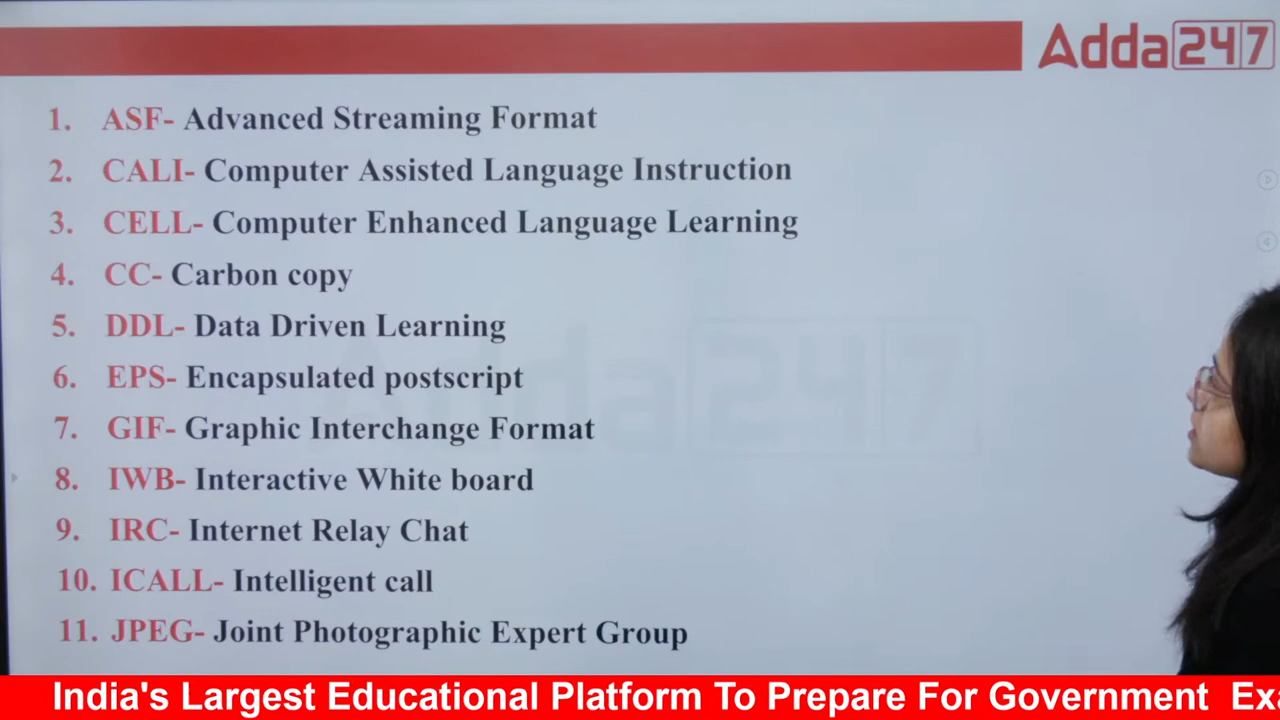 Adda247
1. ASF- Advanced Streaming Format
2. CALI- Computer Assisted Language Instruction
3. CELL- Computer Enhanced Language Learning
4. CC- Carbon copy
5. DDL- Data Driven Learning
6. EPS- Encapsulated postscript
7. GIF- Graphic Interchange Format
8. IWB- Interactive White board
9. IRC- Internet Relay Chat
10. ICALL- Intelligent call
11. JPEG- Joint Photographic Expert Group
Adda247
India's Largest Educational Platform To Prepare For Government Exa